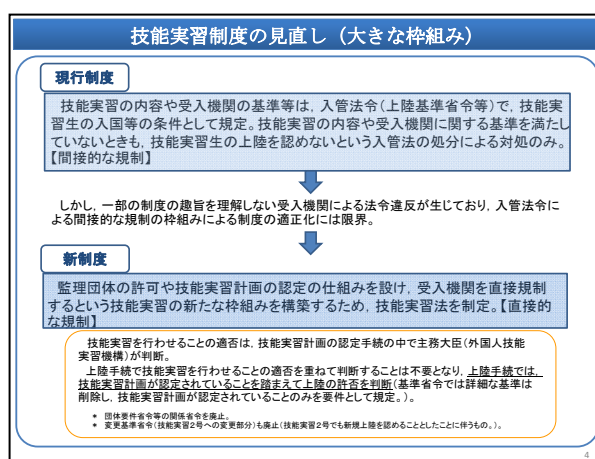 技能実習制度の見直し（大きな枠組み）
現行制度
技能実習の内容や受入機関の基準等は，入管法令（上陸基準省令等）で，技能実
習生の入国等の条件として規定。技能実習の内容や受入機関に関する基準を満たし
ていないときも，技能実習生の上陸を認めないという入管法の処分による対処のみ。
【間接的な規制】
しかし，一部の制度の趣旨を理解しない受入機関による法令違反が生じており，入管法令に
よる間接的な規制の枠組みによる制度の適正化には限界。
新制度
監理団体の許可や技能実習計画の認定の仕組みを設け，受入機関を直接規制
するという技能実習の新たな枠組みを構築するため，技能実習法を制定。【直接的
な規制】
技能実習を行わせることの適否は，技能実習計画の認定手続の中で主務大臣（外国人技能
実習機構）が判断。
上陸手続で技能実習を行わせることの適否を重ねて判断することは不要となり，上陸手続では，
技能実習計画が認定されていることを踏まえて上陸の許否を判断（基準省令では詳細な基準は
削除し，技能実習計画が認定されていることのみを要件として規定。）。
* 団体要件省令等の関係省令を廃止。
* 変更基準省令（技能実習２号への変更部分）も廃止（技能実習２号でも新規上陸を認めることとしたことに伴うもの。）。
4